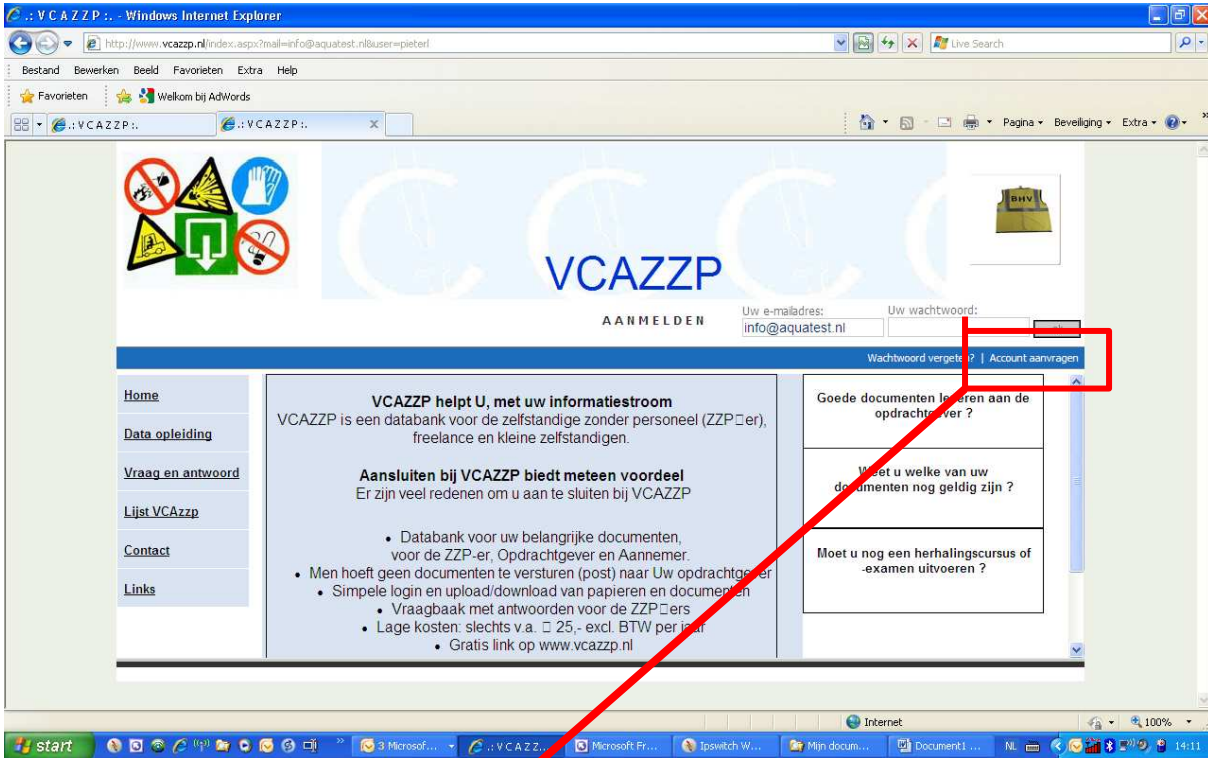 .: V C A Z Z P :. - Windows Internet Explorer
http://www.vcazzp.nl/index.aspx?mail=info@aquatest.nl&user=pieterl
Live Search
Bestand Bewerken Beeld Favorieten Extra Help
Favorieten Welkom bij AdWords
.: V C A Z Z P :. .: V C A Z Z P :. X Pagina Beveiliging Extra
BHV
VCAZZP
AANMELDEN
Uw e-mailadres: Uw wachtwoord:
info@aquatest.nl
Wachtwoord vergeten? | Account aanvragen
Home
Data opleiding
Vraag en antwoord
Lijst VCAzzp
Contact
Links
VCAZZP helpt U, met uw informatiestroom
VCAZZP is een databank voor de zelfstandige zonder personeel (ZZP□er),
freelance en kleine zelfstandigen.
Aansluiten bij VCAZZP biedt meteen voordeel
Er zijn veel redenen om u aan te sluiten bij VCAZZP
• Databank voor uw belangrijke documenten,
voor de ZZP-er, Opdrachtgever en Aannemer.
• Men hoeft geen documenten te versturen (post) naar Uw opdrachtgever
• Simpele login en upload/download van papieren en documenten
• Vraagbaak met antwoorden voor de ZZP□ers
• Lage kosten: slechts v.a. □ 25,- excl. BTW per jaar
• Gratis link op www.vcazzp.nl
Goede documenten leveren aan de
opdrachtgever ?
Weet u welke van uw
documenten nog geldig zijn ?
Moet u nog een herhalingscursus of
-examen uitvoeren ?
Internet 100%
start 3 Microsof... .: V C A Z Z... Microsoft Fr... Ipswitch W... Mijn docum... Document1 ... NL 14:11